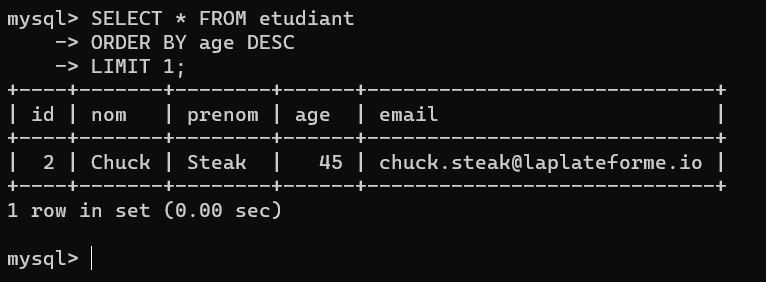 mysql> SELECT * FROM etudiant
    -> ORDER BY age DESC
    -> LIMIT 1;
+----+-------+--------+------+-----------------------------+
| id | nom   | prenom | age  | email                       |
+----+-------+--------+------+-----------------------------+
|  2 | Chuck | Steak  |   45 | chuck.steak@laplateforme.io |
+----+-------+--------+------+-----------------------------+
1 row in set (0.00 sec)

mysql>